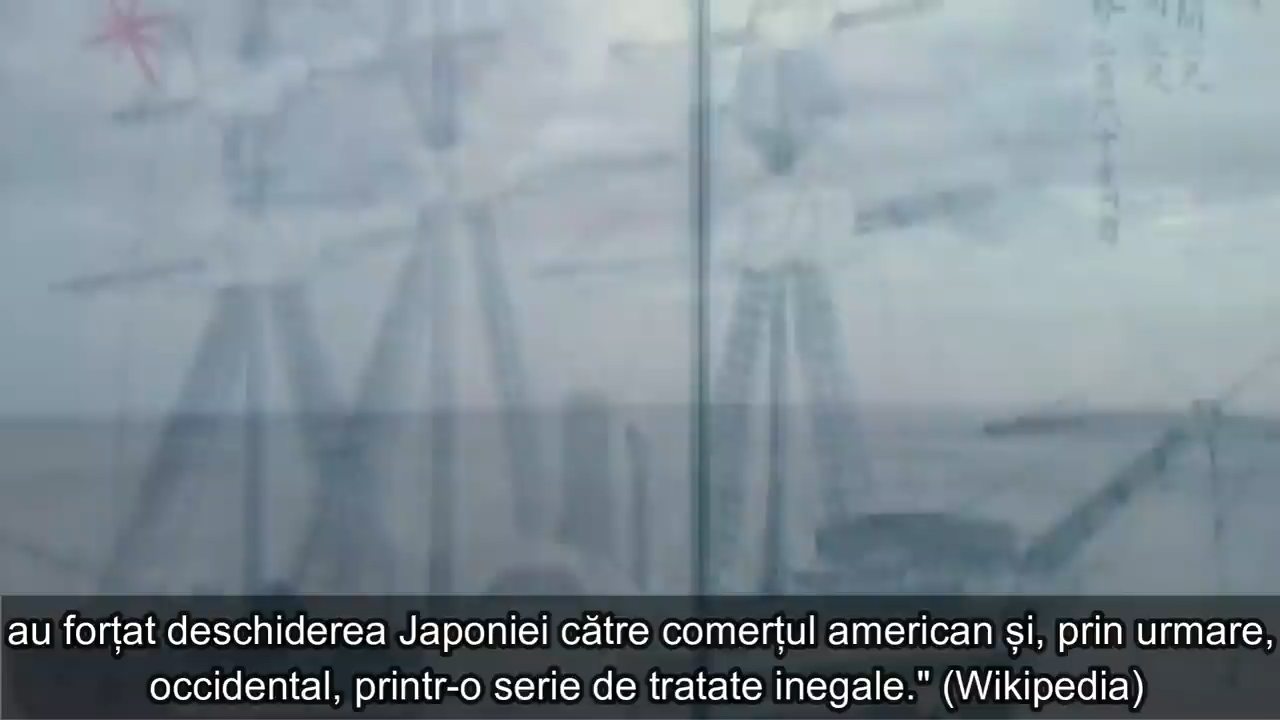 au forțat deschiderea Japoniei către comerțul american și, prin urmare,
occidental, printr-o serie de tratate inegale." (Wikipedia)